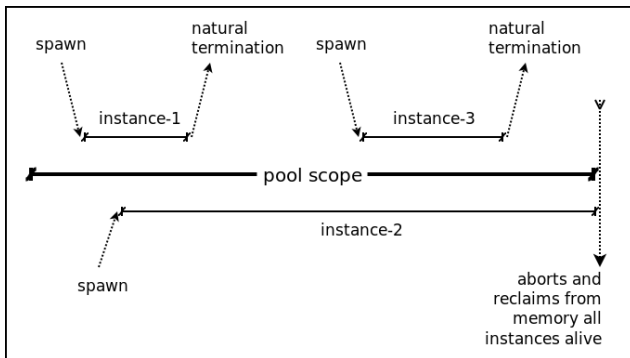 natural
termination
spawn
natural
termination
spawn
instance-1
instance-3
pool scope
instance-2
spawn
aborts and
reclaims from
memory all
instances alive